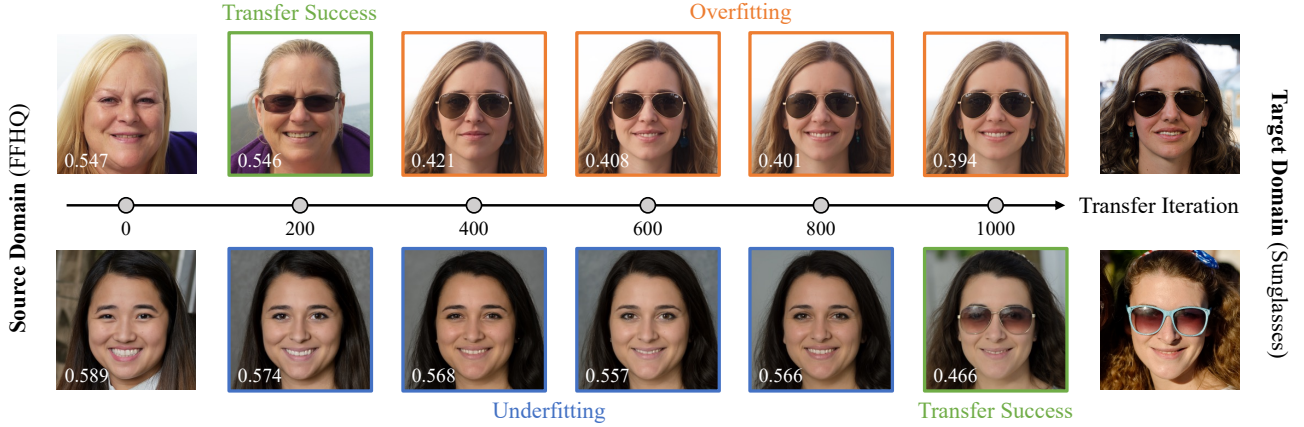 Transfer Success
Overfitting
Source Domain (FFHQ)
0.547
0.546
0.421
0.408
0.401
0.394
Target Domain (Sunglasses)
Transfer Iteration
0
200
400
600
800
1000
0.589
0.574
0.568
0.557
0.566
0.466
Underfitting
Transfer Success